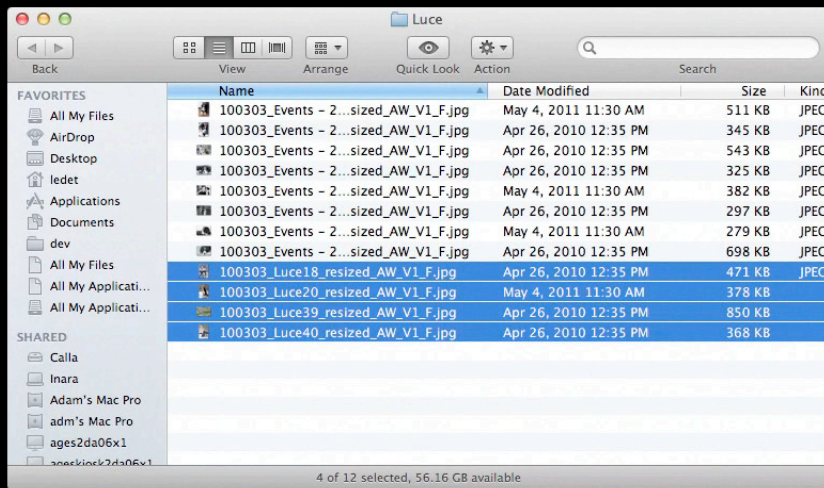 Luce
Back View Arrange Quick Look Action Search
FAVORITES
All My Files
AirDrop
Desktop
ledet
Applications
Documents
dev
All My Files
All My Applicati...
All My Applicati...
SHARED
Calla
Inara
Adam's Mac Pro
adm's Mac Pro
ages2da06x1
ageskiosk2da06x1
Name Date Modified Size Kind
100303_Events - 2...sized_AW_V1_F.jpg May 4, 2011 11:30 AM 511 KB JPEG
100303_Events - 2...sized_AW_V1_F.jpg Apr 26, 2010 12:35 PM 345 KB JPEG
100303_Events - 2...sized_AW_V1_F.jpg Apr 26, 2010 12:35 PM 543 KB JPEG
100303_Events - 2...sized_AW_V1_F.jpg Apr 26, 2010 12:35 PM 325 KB JPEG
100303_Events - 2...sized_AW_V1_F.jpg May 4, 2011 11:30 AM 382 KB JPEG
100303_Events - 2...sized_AW_V1_F.jpg Apr 26, 2010 12:35 PM 297 KB JPEG
100303_Events - 2...sized_AW_V1_F.jpg May 4, 2011 11:30 AM 279 KB JPEG
100303_Events - 2...sized_AW_V1_F.jpg Apr 26, 2010 12:35 PM 698 KB JPEG
100303_Luce18_resized_AW_V1_F.jpg Apr 26, 2010 12:35 PM 471 KB JPEG
100303_Luce20_resized_AW_V1_F.jpg May 4, 2011 11:30 AM 378 KB
100303_Luce39_resized_AW_V1_F.jpg Apr 26, 2010 12:35 PM 850 KB
100303_Luce40_resized_AW_V1_F.jpg Apr 26, 2010 12:35 PM 368 KB
4 of 12 selected, 56.16 GB available